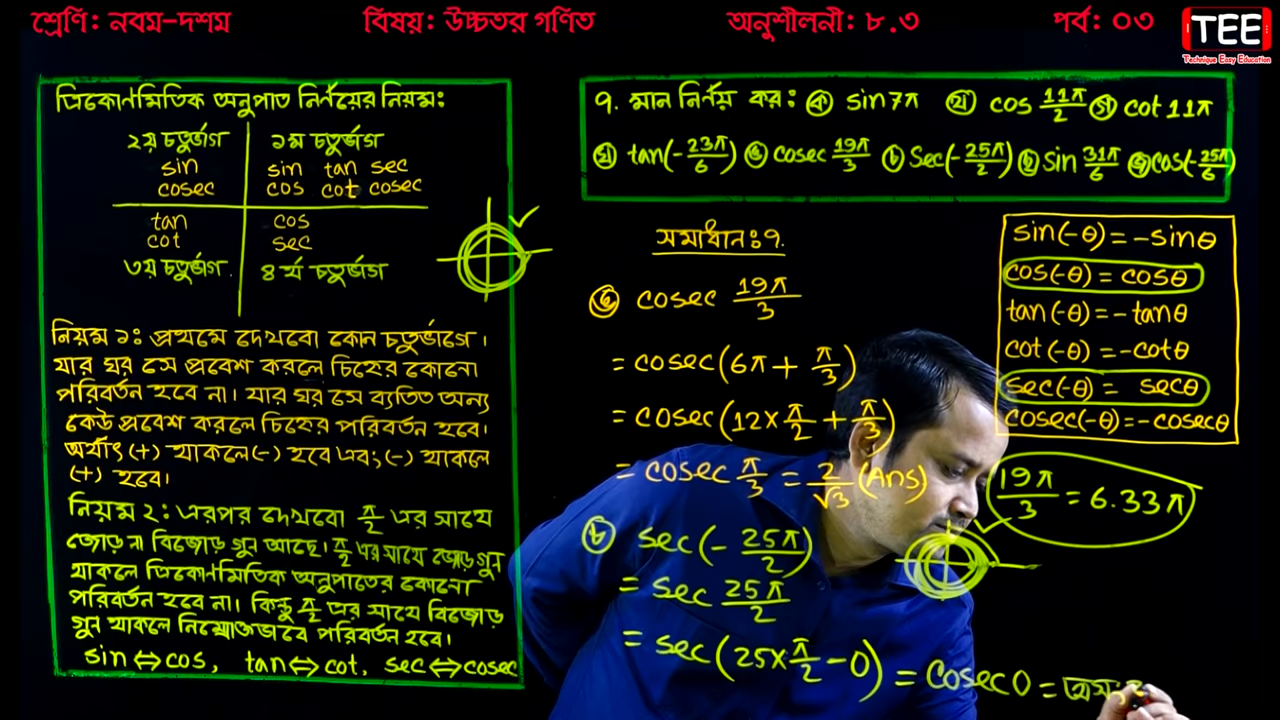 শ্রেণি: নবম-দশম বিষয়: উচ্চতর গণিত অনুশীলনী: ৮.৩ পর্ব: ০৩
TEE
Technique Easy Education
ত্রিকোণমিতিক অনুপাত নির্ণয়ের নিয়ম:
২য় চতুর্ভাগ ১ম চতুর্ভাগ
sin sin tan sec
cosec cos cot cosec
tan cos
cot sec
৩য় চতুর্ভাগ. ৪র্থ চতুর্ভাগ
নিয়ম ১: প্রথমে দেখবো কোন চতুর্ভাগে।
যার ঘর সে প্রবেশ করলে চিহ্নের কোনো
পরিবর্তন হবে না। যার ঘর সে ব্যতিত অন্য
কেউ প্রবেশ করলে চিহ্নের পরিবর্তন হবে।
অর্থাৎ (+) থাকলে (-) হবে এবং (-) থাকলে
(+) হবে।
নিয়ম ২: এরপর দেখবো π/2 এর সাথে
জোড় না বিজোড় গুন আছে। π/2 এর সাথে জোড় গুন
থাকলে ত্রিকোণমিতিক অনুপাতের কোনো
পরিবর্তন হবে না। কিন্তু π/2 এর সাথে বিজোড়
গুন থাকলে নিম্মোক্তভাবে পরিবর্তন হবে।
sin⇔cos, tan⇔cot, sec⇔cosec
৭. মান নির্ণয় কর: ক sin7π খ cos 11π/2 গ cot 11π
ঘ tan(-23π/6) ঙ cosec 19π/3 চ Sec(-25π/2) ছ sin 31π/6 জ cos(-25π/6)
সমাধান: ৭.
ঙ cosec 19π/3
= cosec(6π + π/3)
= cosec(12×π/2 + π/3)
= cosec π/3 = 2/√3 (Ans)
চ sec(- 25π/2)
= sec 25π/2
= sec(25×π/2 - 0) = cosec 0 =
sin(-θ) = -sinθ
cos(-θ) = cosθ
tan(-θ) = -tanθ
cot(-θ) = -cotθ
sec(-θ) = secθ
cosec(-θ) = -cosecθ
19π/3 = 6.33π